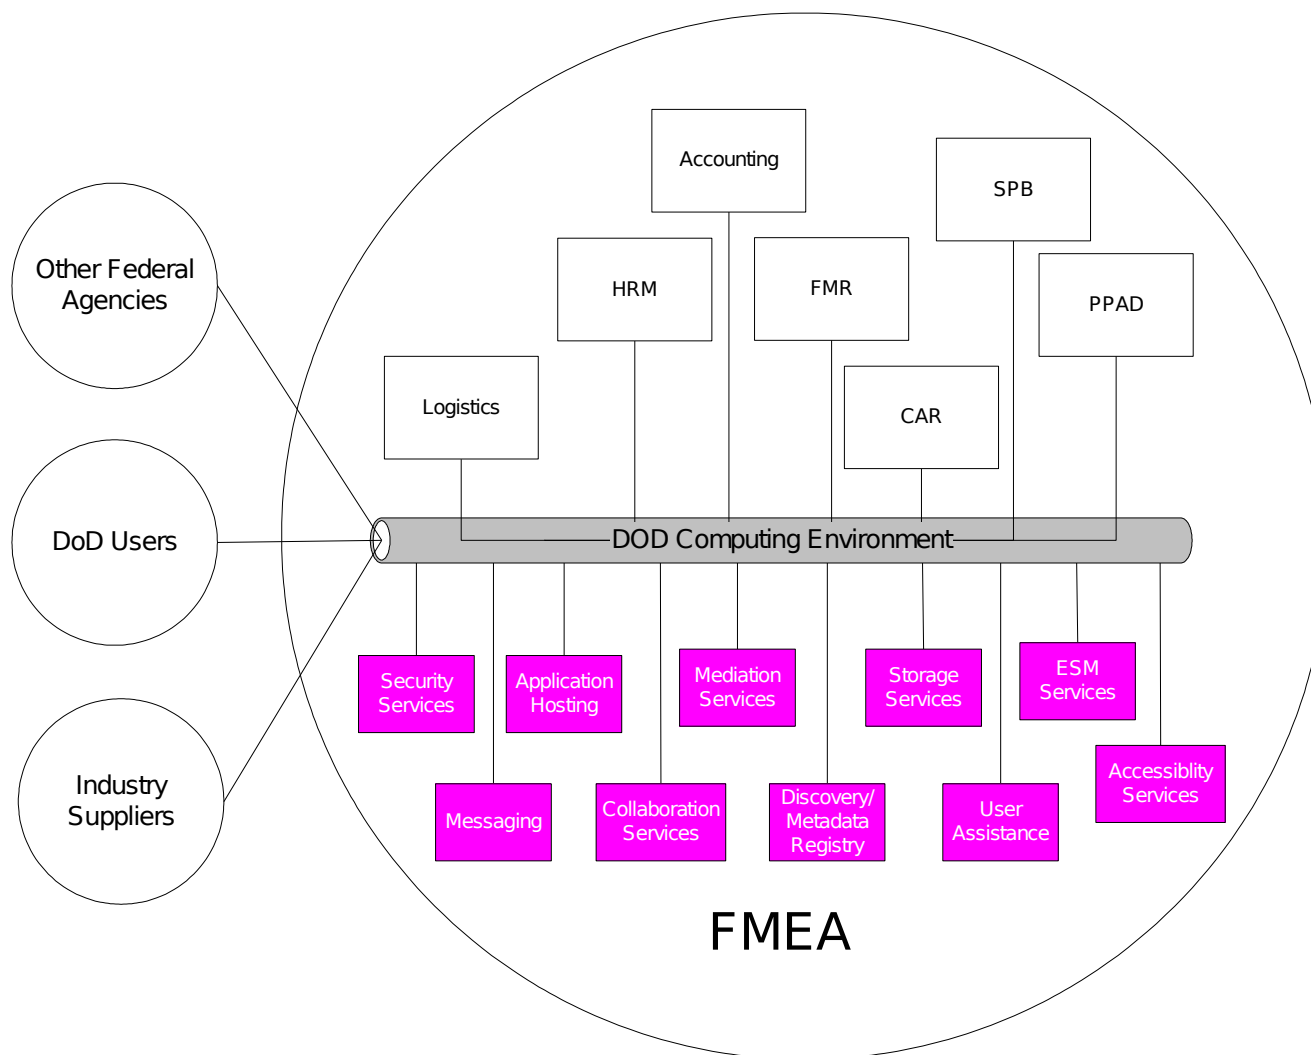 Accounting
SPB
Other Federal
Agencies
HRM
FMR
PPAD
Logistics
CAR
DoD Users
DOD Computing Environment
Security
Services
Application
Hosting
Mediation
Services
Storage
Services
ESM
Services
Industry
Suppliers
Messaging
Collaboration
Services
Discovery/
Metadata
Registry
User
Assistance
Accessiblity
Services
FMEA